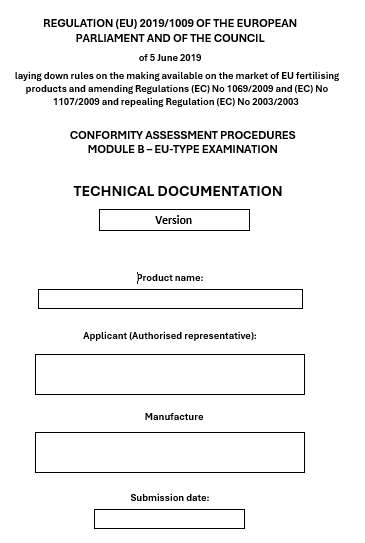 REGULATION (EU) 2019/1009 OF THE EUROPEAN
PARLIAMENT AND OF THE COUNCIL
of 5 June 2019
laying down rules on the making available on the market of EU fertilising
products and amending Regulations (EC) No 1069/2009 and (EC) No
1107/2009 and repealing Regulation (EC) No 2003/2003
CONFORMITY ASSESSMENT PROCEDURES
MODULE B – EU-TYPE EXAMINATION
TECHNICAL DOCUMENTATION
Version
Product name:
Applicant (Authorised representative):
Manufacture
Submission date: